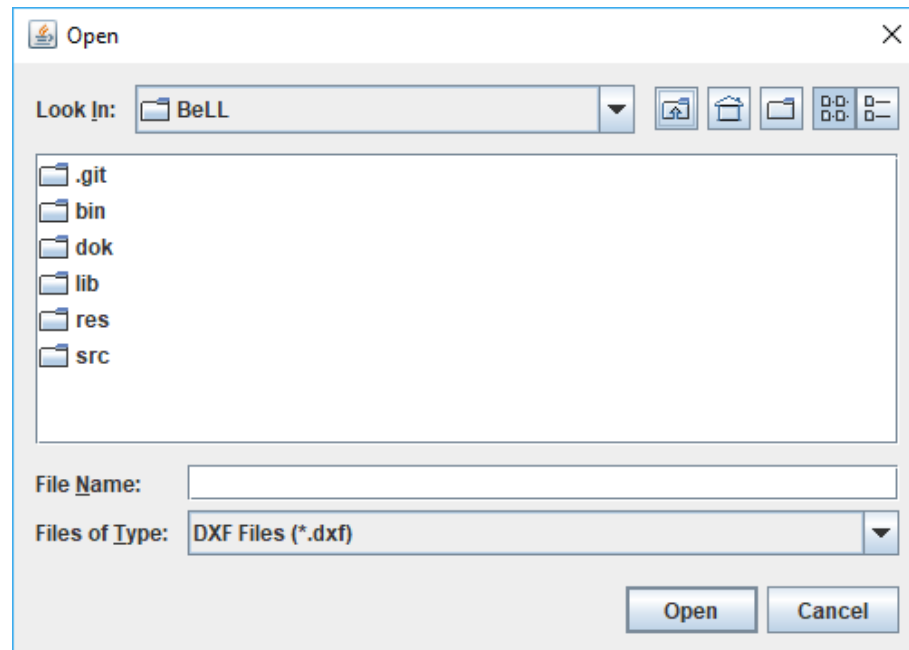 Open
Look In: BeLL
.git
bin
dok
lib
res
src
File Name:
Files of Type: DXF Files (*.dxf)
Open Cancel